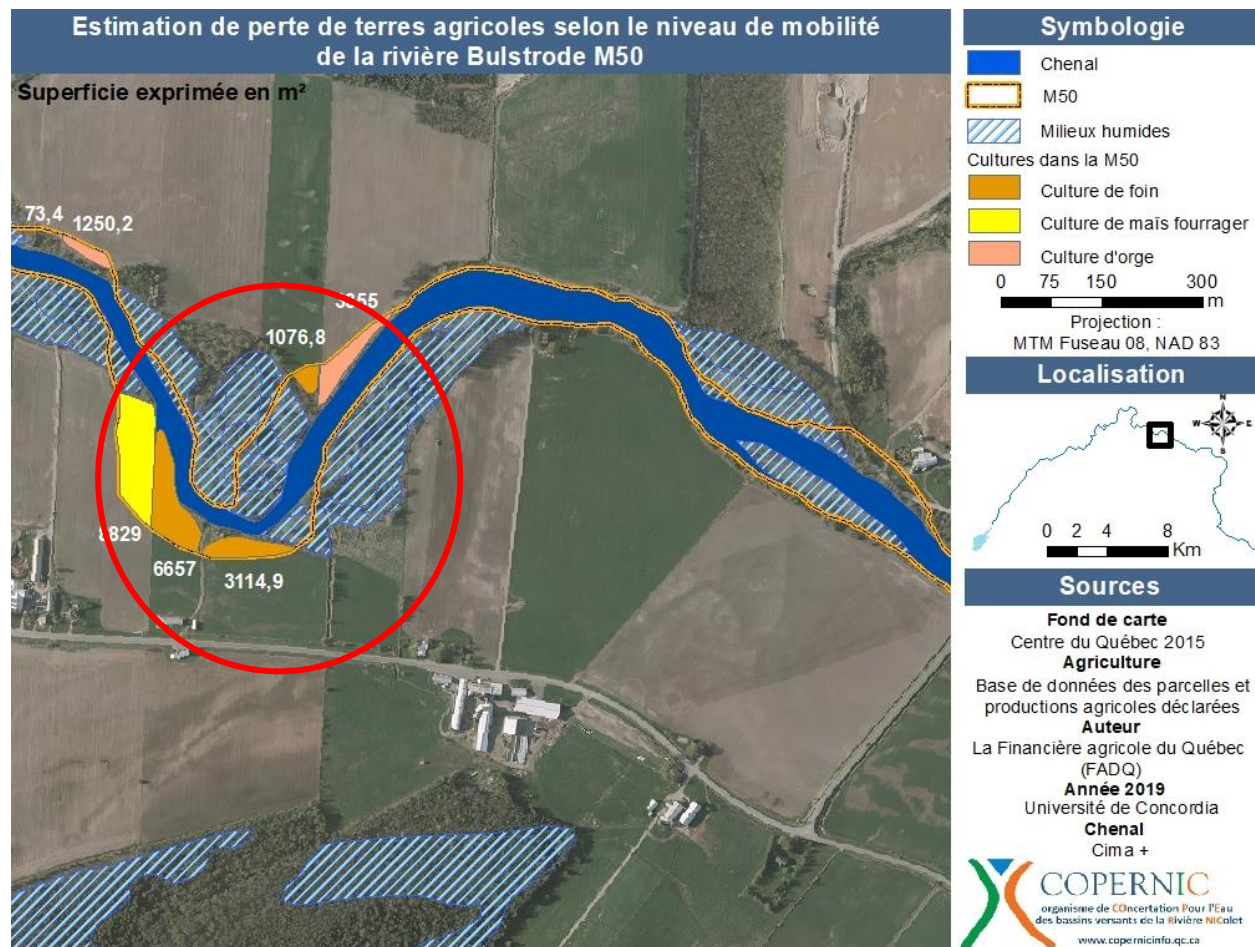 Estimation de perte de terres agricoles selon le niveau de mobilité
de la rivière Bulstrode M50
Superficie exprimée en m²
73,4
1250,2
1076,8
8829
6657
3114,9
Symbologie
Chenal
M50
Milieux humides
Cultures dans la M50
Culture de foin
Culture de maïs fourrager
Culture d'orge
0 75 150 300
m
Projection :
MTM Fuseau 08, NAD 83
Localisation
N
W E
S
0 2 4 8
Km
Sources
Fond de carte
Centre du Québec 2015
Agriculture
Base de données des parcelles et
productions agricoles déclarées
Auteur
La Financière agricole du Québec
(FADQ)
Année 2019
Université de Concordia
Chenal
Cima +
COPERNIC
organisme de COncertation Pour l'Eau
des bassins versants de la Rivière NIColet
www.copernicinfo.qc.ca